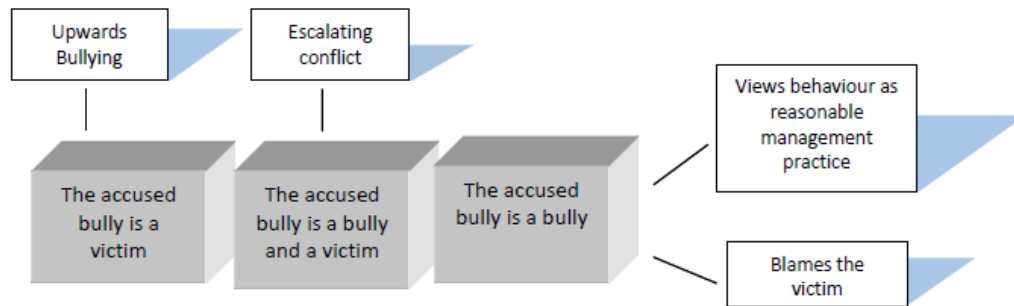 Upwards
Bullying
Escalating
conflict
Views behaviour as
reasonable
management
practice
The accused
bully is a
victim
The accused
bully is a bully
and a victim
The accused
bully is a bully
Blames the
victim